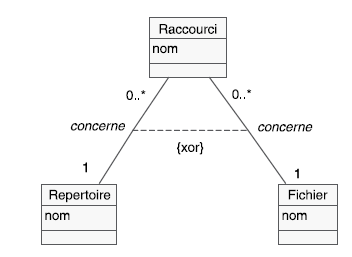 Raccourci
nom
0..*
0..*
concerne
concerne
{xor}
1
1
Repertoire
nom
Fichier
nom